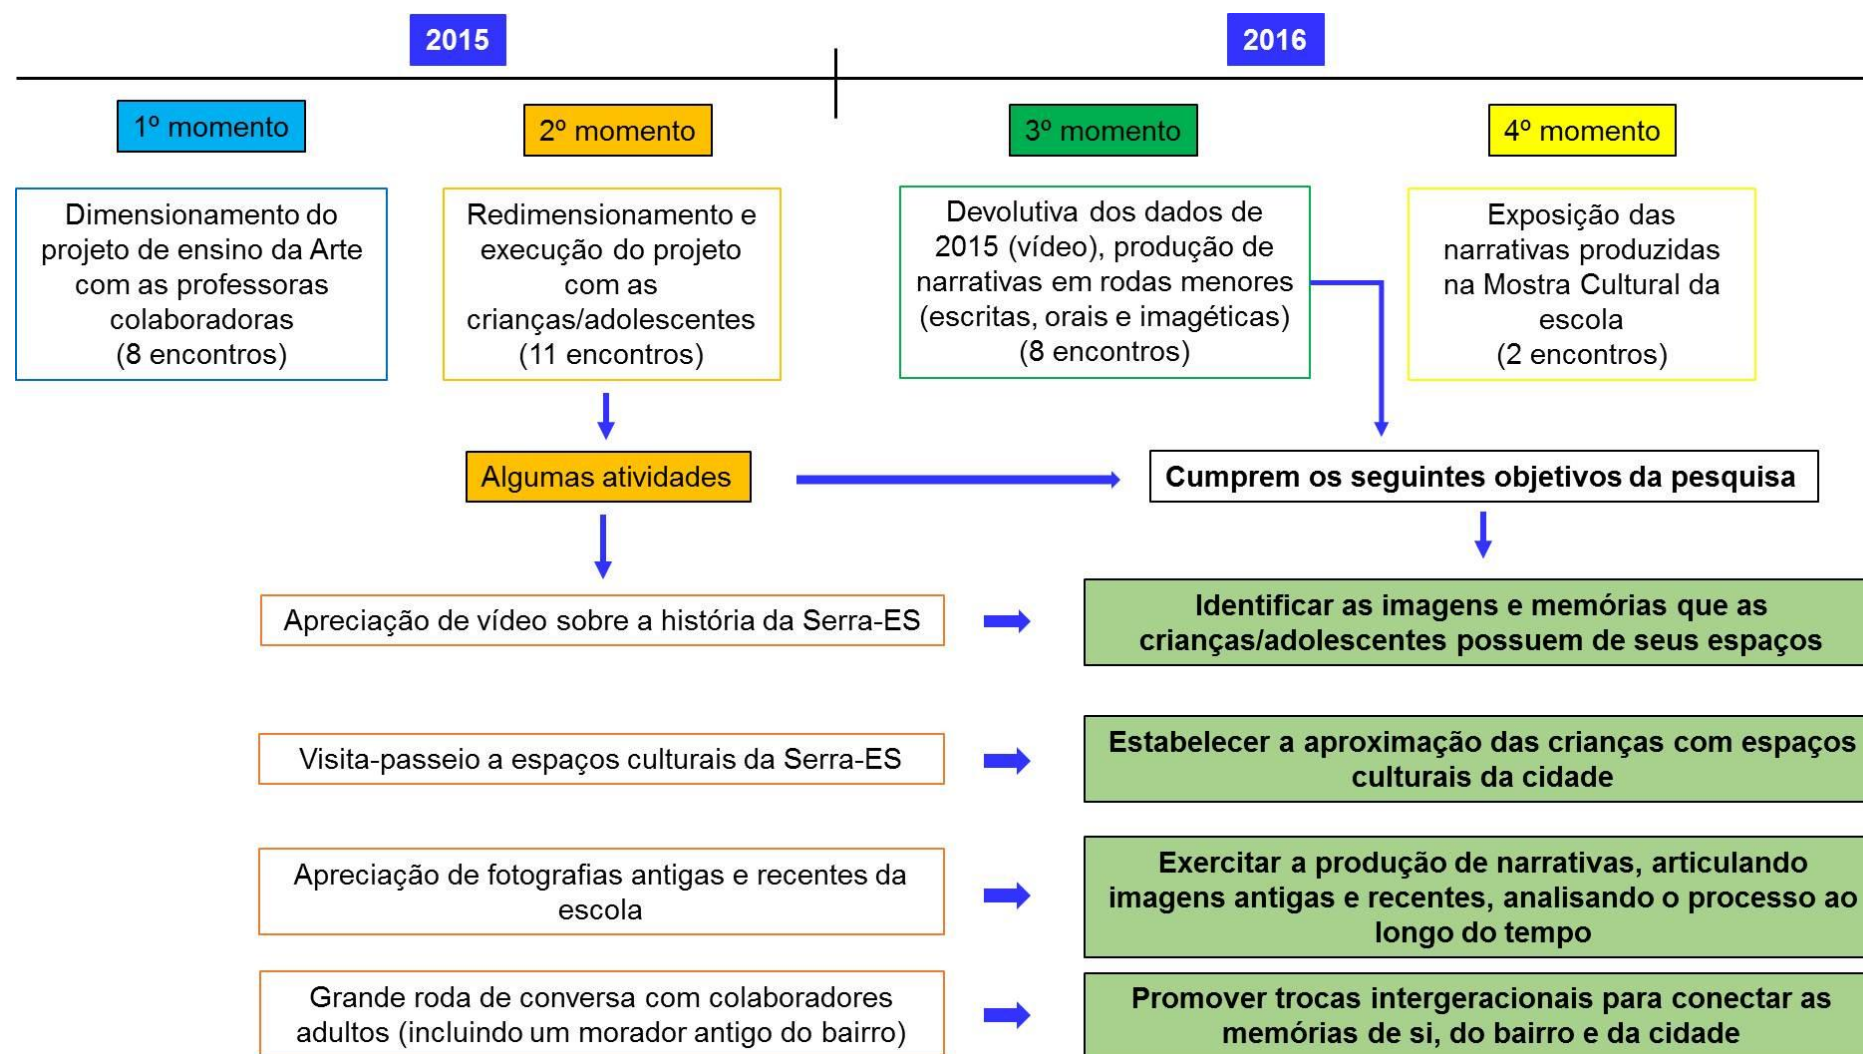 2015
2016
1º momento
2º momento
3º momento
4º momento
Dimensionamento do
projeto de ensino da Arte
com as professoras
colaboradoras
(8 encontros)
Redimensionamento e
execução do projeto
com as
crianças/adolescentes
(11 encontros)
Devolutiva dos dados de
2015 (vídeo), produção de
narrativas em rodas menores
(escritas, orais e imagéticas)
(8 encontros)
Exposição das
narrativas produzidas
na Mostra Cultural da
escola
(2 encontros)
Algumas atividades
Cumprem os seguintes objetivos da pesquisa
Apreciação de vídeo sobre a história da Serra-ES
Identificar as imagens e memórias que as
crianças/adolescentes possuem de seus espaços
Visita-passeio a espaços culturais da Serra-ES
Estabelecer a aproximação das crianças com espaços
culturais da cidade
Apreciação de fotografias antigas e recentes da
escola
Exercitar a produção de narrativas, articulando
imagens antigas e recentes, analisando o processo ao
longo do tempo
Grande roda de conversa com colaboradores
adultos (incluindo um morador antigo do bairro)
Promover trocas intergeracionais para conectar as
memórias de si, do bairro e da cidade